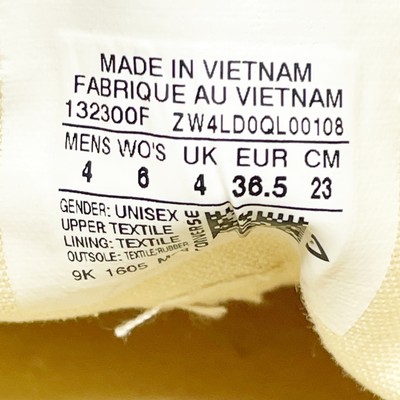 MADE IN VIETNAM
FABRIQUE AU VIETNAM
132300F ZW4LD0QL00108
MENS WO'S UK EUR CM
4 6 4 36.5 23
GENDER: UNISEX
UPPER: TEXTILE
LINING: TEXTILE
OUTSOLE: TEXTILE/RUBBER
9K 1605
CONVERSE